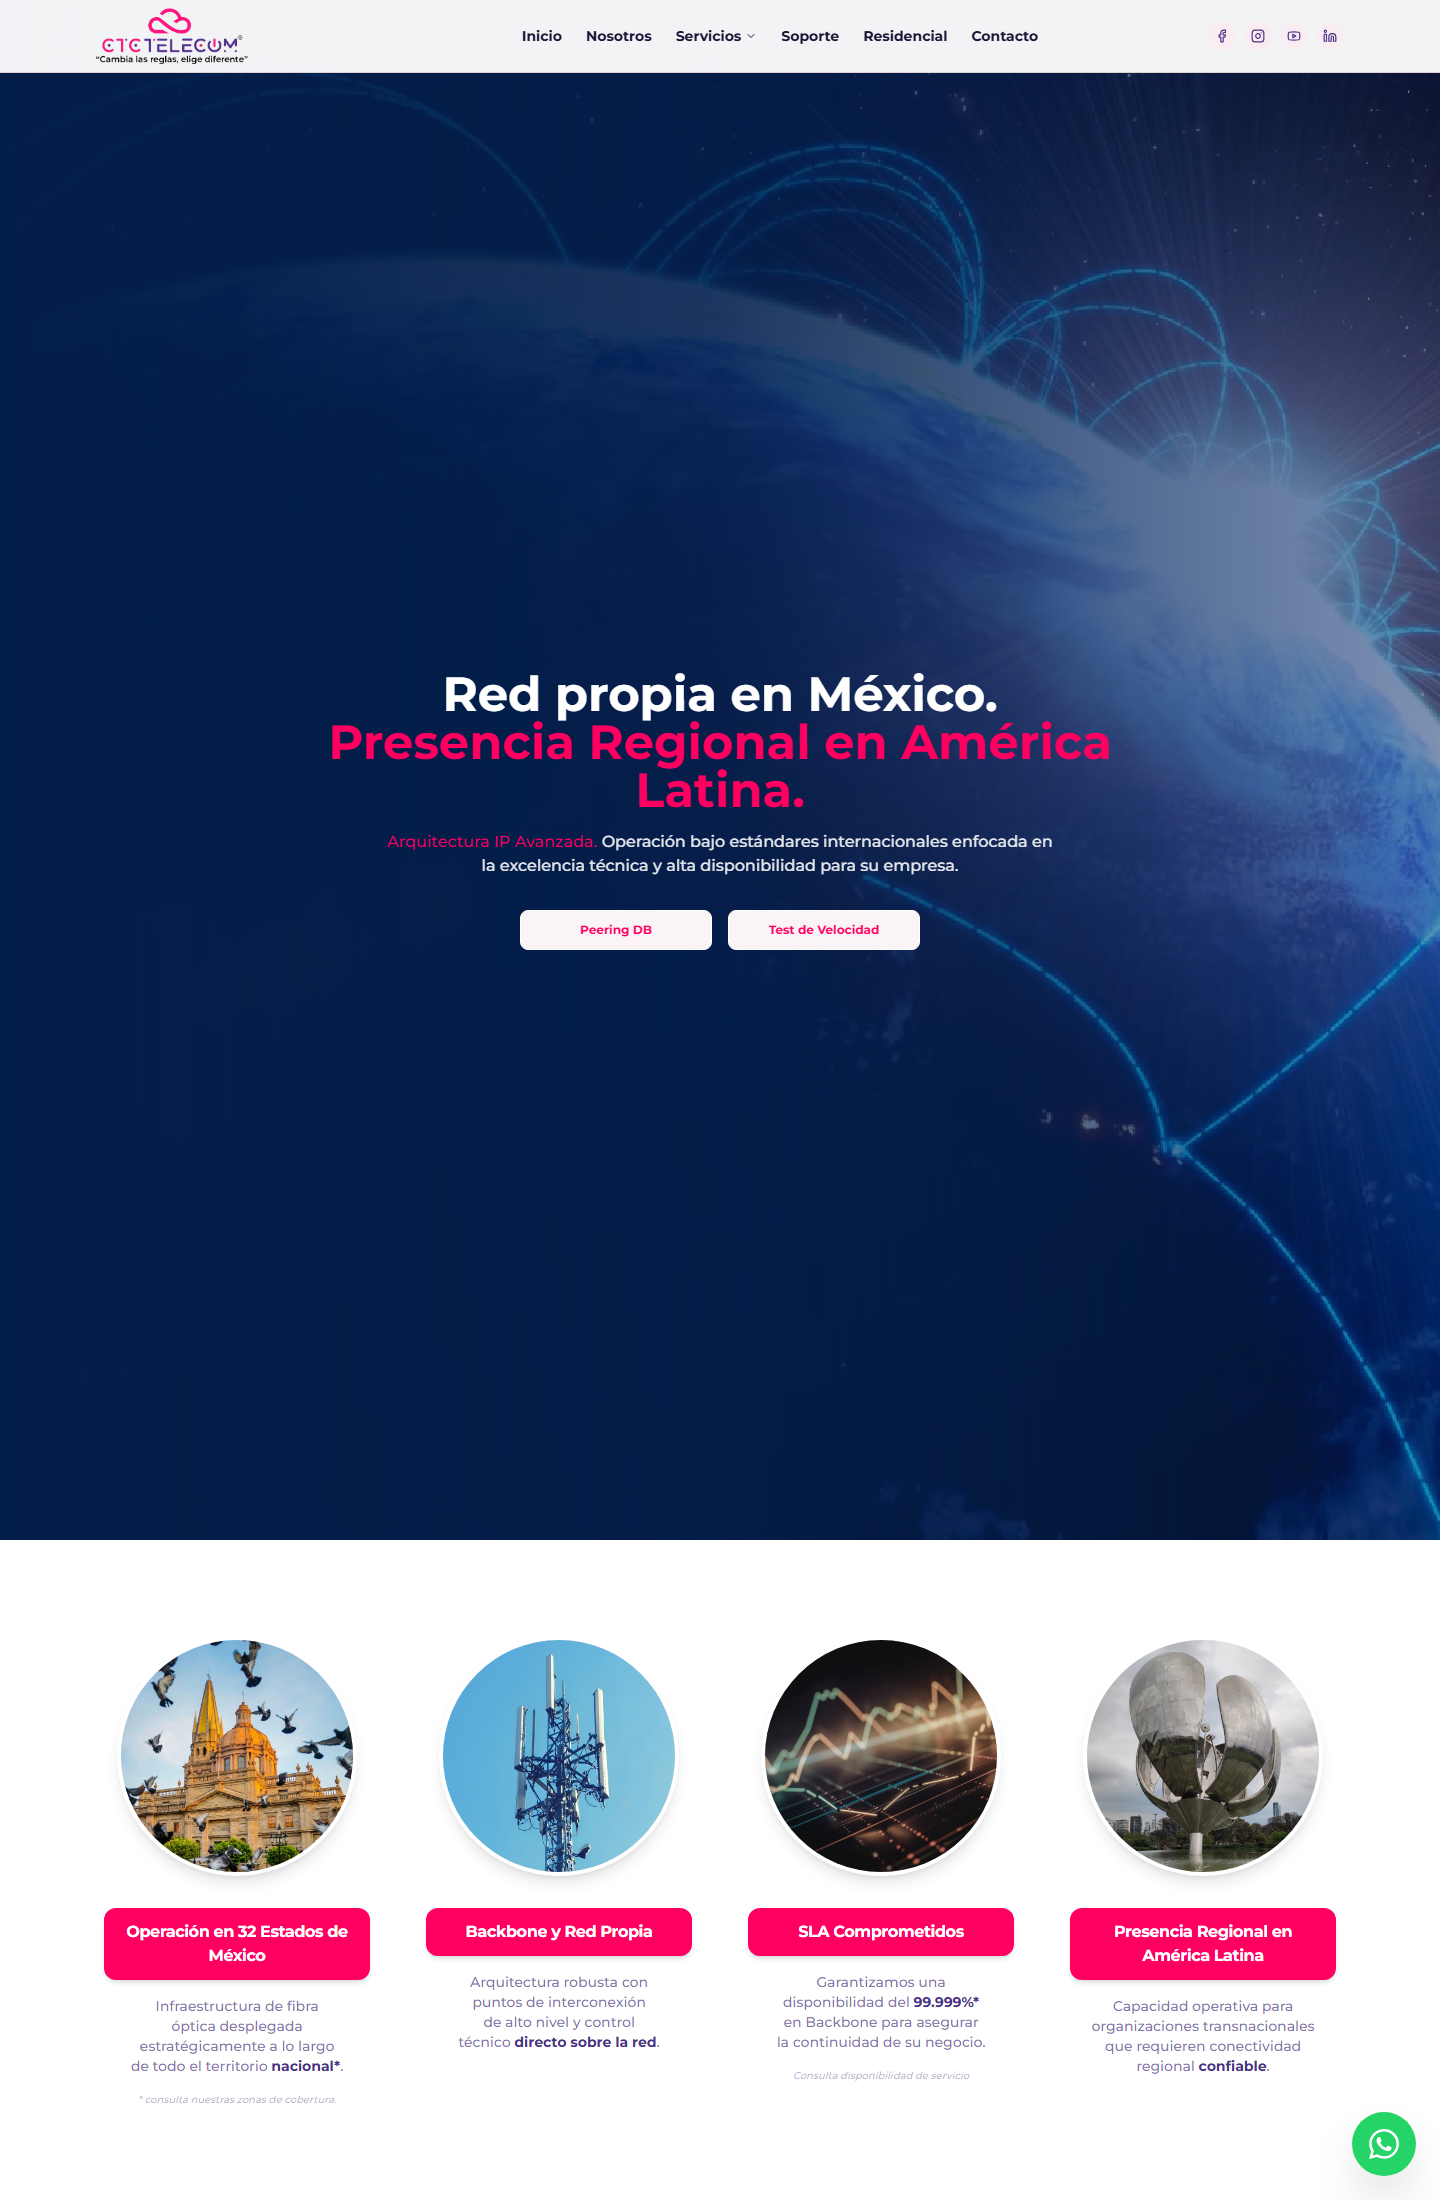 CTCTELECOM®
"Cambia las reglas, elige diferente"
Inicio Nosotros Servicios Soporte Residencial Contacto
Red propia en México.
Presencia Regional en América
Latina.
Arquitectura IP Avanzada. Operación bajo estándares internacionales enfocada en
la excelencia técnica y alta disponibilidad para su empresa.
Peering DB
Test de Velocidad
Operación en 32 Estados de
México
Infraestructura de fibra
óptica desplegada
estratégicamente a lo largo
de todo el territorio nacional*.
* consulta nuestras zonas de cobertura.
Backbone y Red Propia
Arquitectura robusta con
puntos de interconexión
de alto nivel y control
técnico directo sobre la red.
SLA Comprometidos
Garantizamos una
disponibilidad del 99.999%*
en Backbone para asegurar
la continuidad de su negocio.
Consulta disponibilidad de servicio
Presencia Regional en
América Latina
Capacidad operativa para
organizaciones transnacionales
que requieren conectividad
regional confiable.